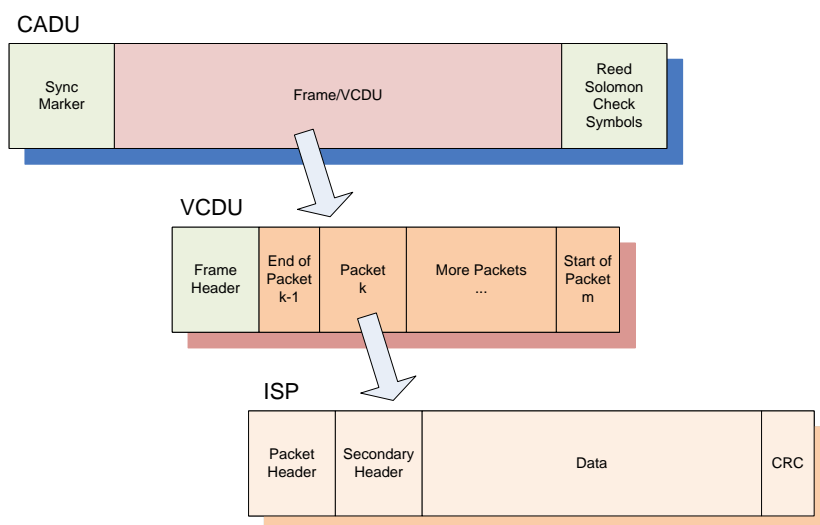 CADU
Sync
Marker
Frame/VCDU
Reed
Solomon
Check
Symbols
VCDU
Frame
Header
End of
Packet
k-1
Packet
k
More Packets
...
Start of
Packet
m
ISP
Packet
Header
Secondary
Header
Data
CRC